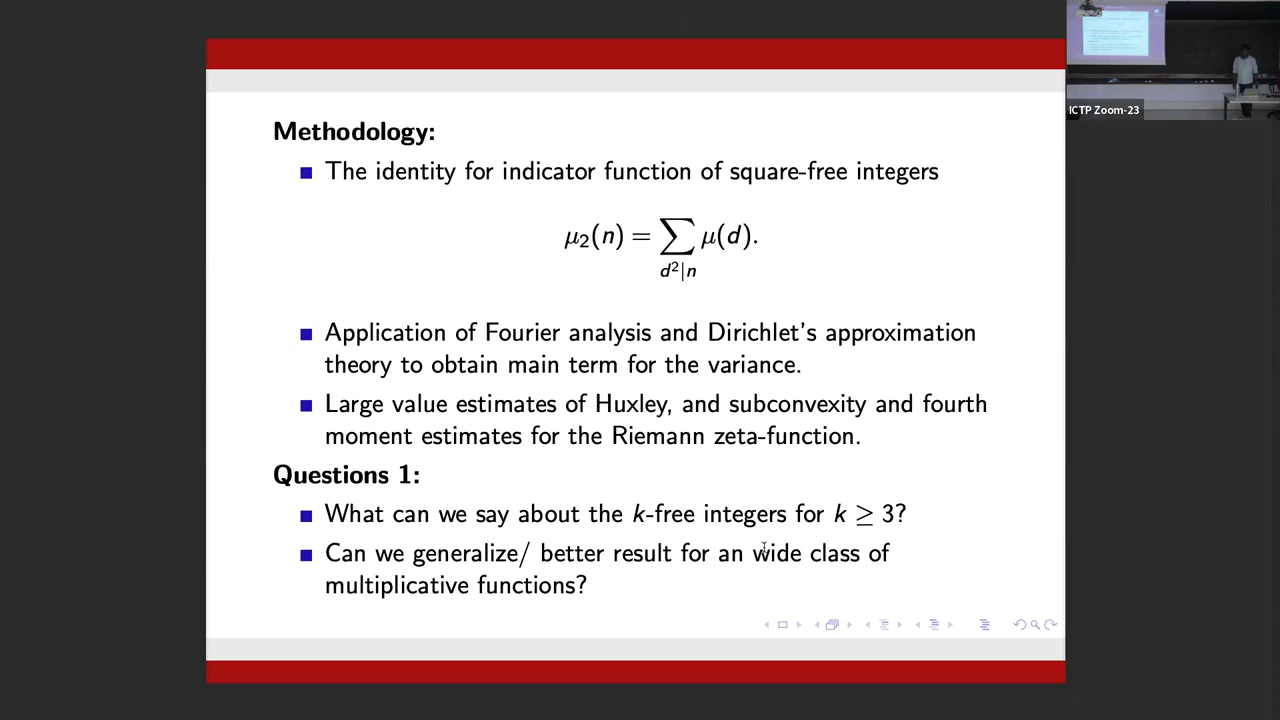 Methodology:
■ The identity for indicator function of square-free integers
μ₂(n) = ∑ μ(d).
d²|n
■ Application of Fourier analysis and Dirichlet's approximation
theory to obtain main term for the variance.
■ Large value estimates of Huxley, and subconvexity and fourth
moment estimates for the Riemann zeta-function.
Questions 1:
■ What can we say about the k-free integers for k ≥ 3?
■ Can we generalize/ better result for an wide class of
multiplicative functions?
ICTP Zoom-23